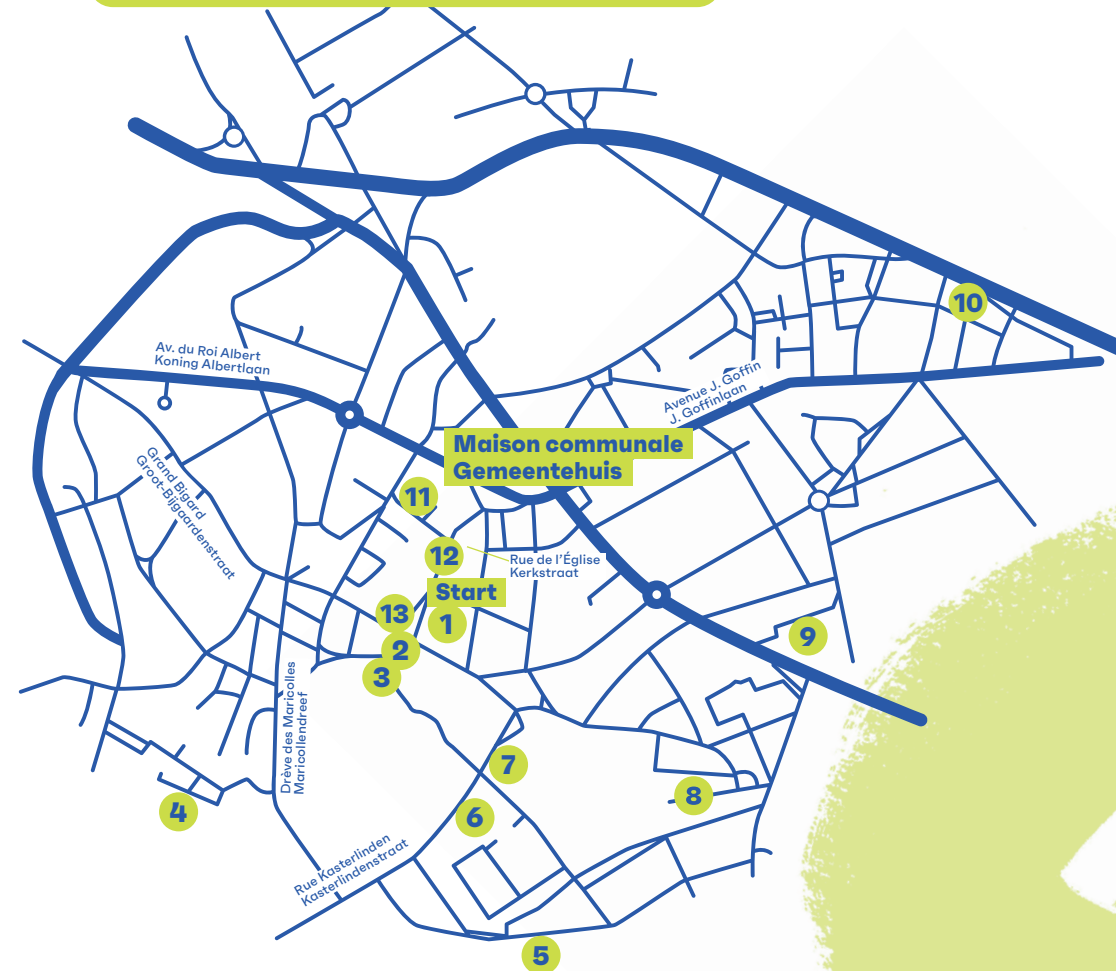 10
Av. du Roi Albert
Koning Albertlaan
Avenue J. Goffin
J. Goffinlaan
Maison communale
Gemeentehuis
Grand Bigard
Groot-Bijgaardenstraat
11
12
Rue de l'Église
Kerkstraat
Start
13
1
9
2
3
Drève des Maricolles
Maricollendreef
7
8
4
6
Rue Kasterlinden
Kasterlindenstraat
5